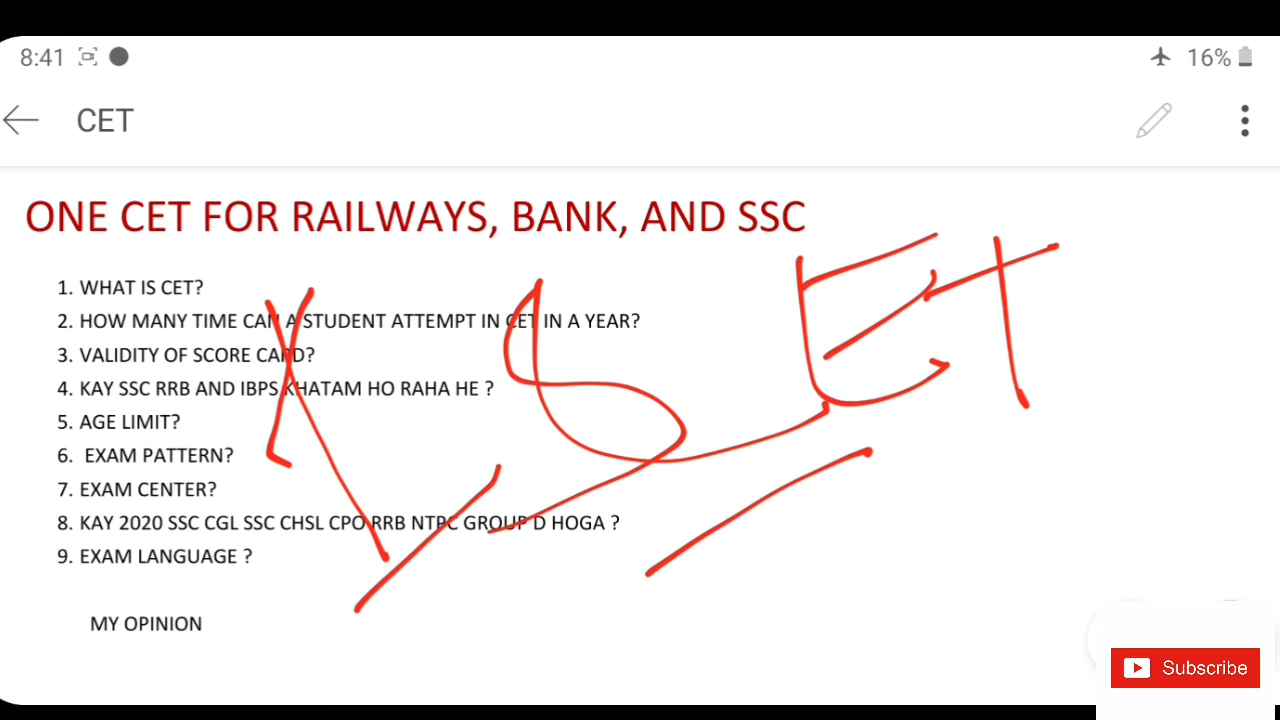 8:41 16%
CET
ONE CET FOR RAILWAYS, BANK, AND SSC
1. WHAT IS CET?
2. HOW MANY TIME CAN A STUDENT ATTEMPT IN CET IN A YEAR?
3. VALIDITY OF SCORE CARD?
4. KAY SSC RRB AND IBPS KHATAM HO RAHA HE ?
5. AGE LIMIT?
6. EXAM PATTERN?
7. EXAM CENTER?
8. KAY 2020 SSC CGL SSC CHSL CPO RRB NTPC GROUP D HOGA ?
9. EXAM LANGUAGE ?
MY OPINION
Subscribe